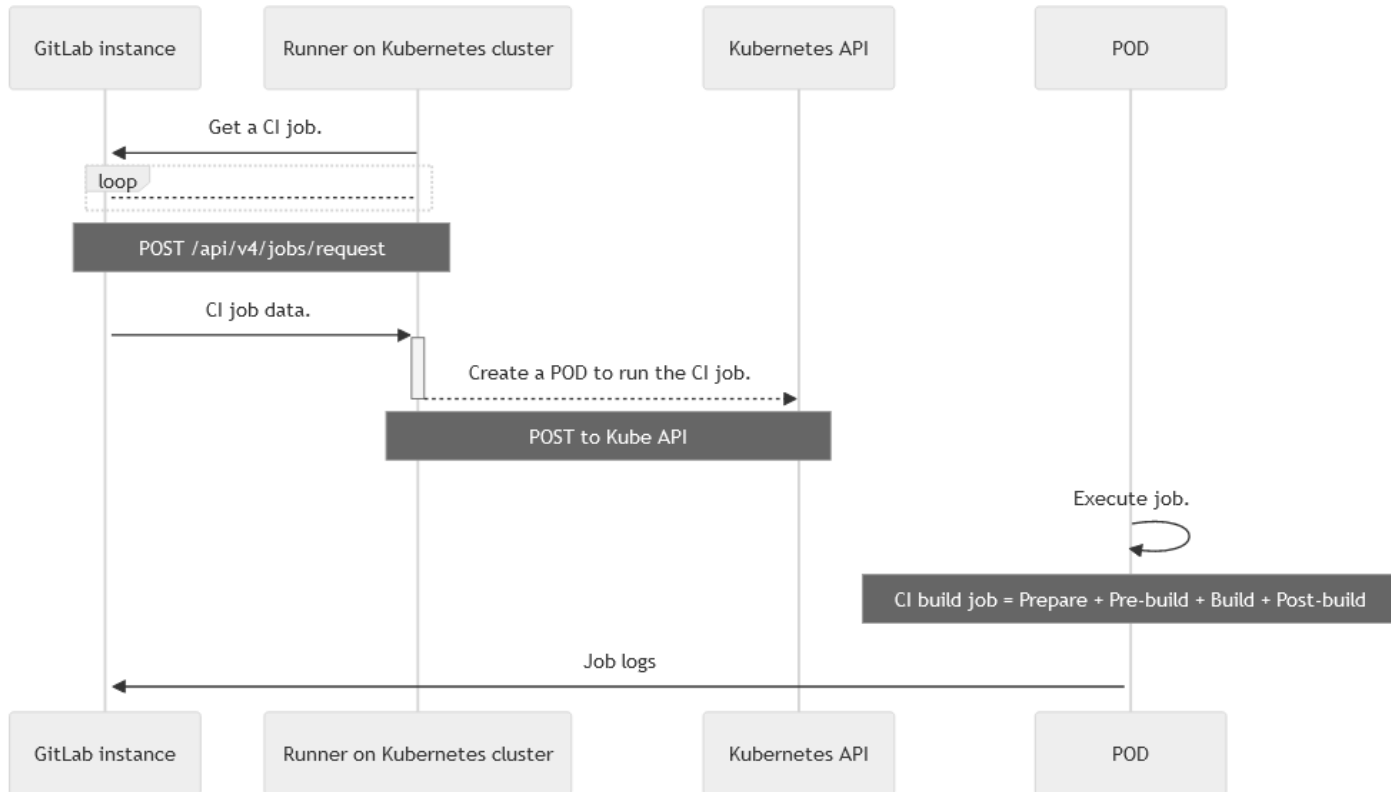 GitLab instance
Runner on Kubernetes cluster
Kubernetes API
POD
Get a CI job.
loop
POST /api/v4/jobs/request
CI job data.
Create a POD to run the CI job.
POST to Kube API
Execute job.
CI build job = Prepare + Pre-build + Build + Post-build
Job logs
GitLab instance
Runner on Kubernetes cluster
Kubernetes API
POD